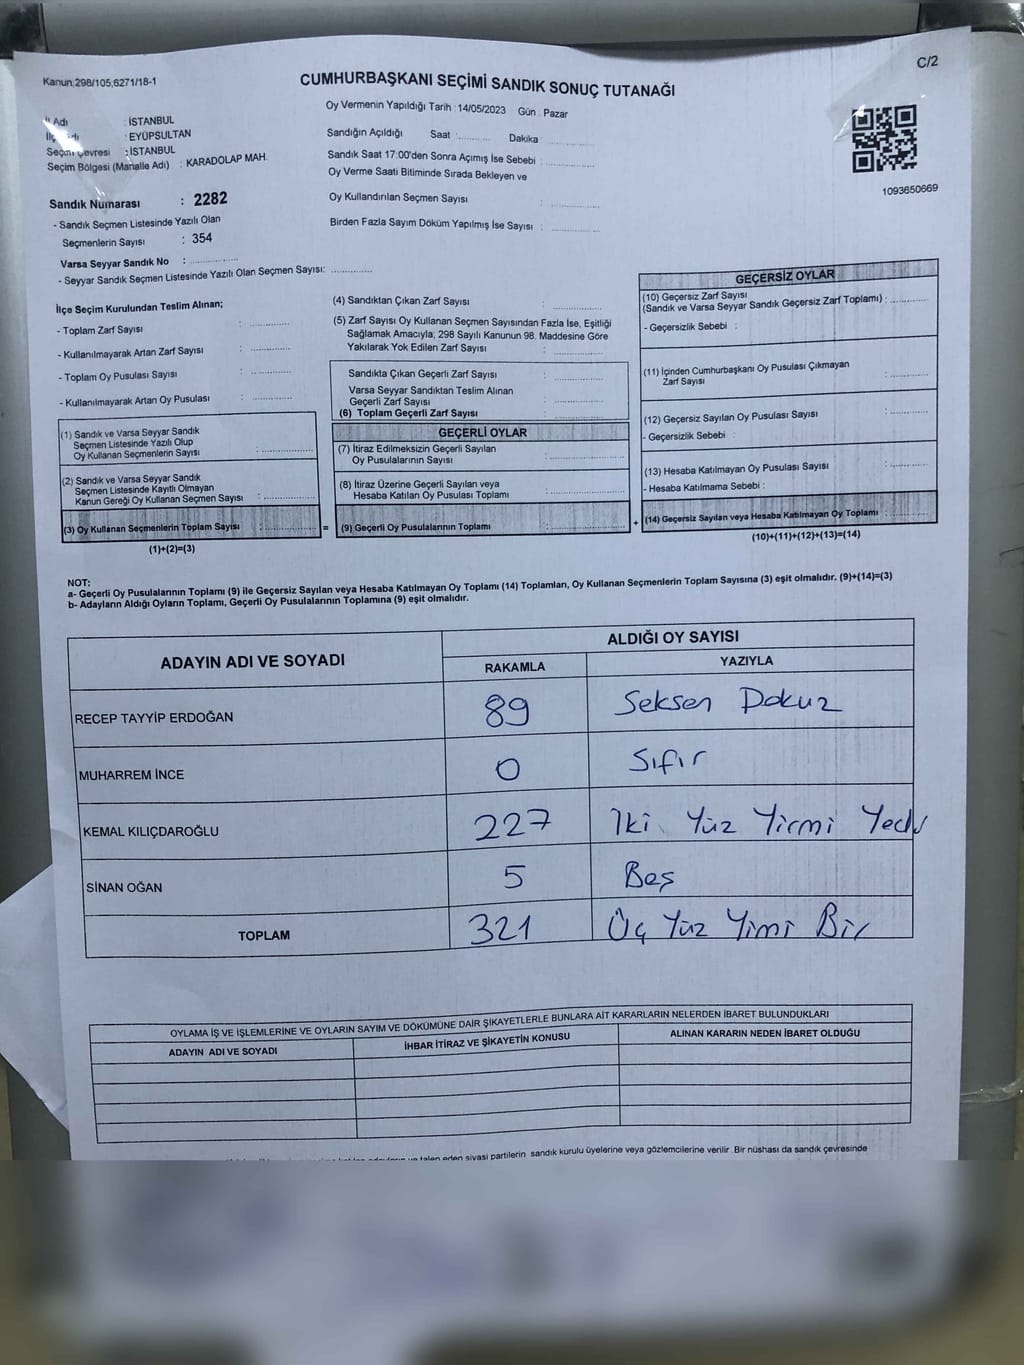 C/2
Kanun:298/105;6271/18-1
CUMHURBAŞKANI SEÇİMİ SANDIK SONUÇ TUTANAĞI
Oy Vermenin Yapıldığı Tarih : 14/05/2023 Gün : Pazar
İl Adı : İSTANBUL
: EYÜPSULTAN
Seçim Çevresi : İSTANBUL
Seçim Bölgesi (Mahalle Adı) : KARADOLAP MAH.
Sandığın Açıldığı Saat :.......... Dakika ..........
Sandık Saat 17:00'den Sonra Açımış İse Sebebi : ..........
Oy Verme Saati Bitiminde Sırada Bekleyen ve
Oy Kullandırılan Seçmen Sayısı : ..........
Birden Fazla Sayım Döküm Yapılmış İse Sayısı : ..........
1093650669
Sandık Numarası : 2282
- Sandık Seçmen Listesinde Yazılı Olan
Seçmenlerin Sayısı : 354
Varsa Seyyar Sandık No : ..........
- Seyyar Sandık Seçmen Listesinde Yazılı Olan Seçmen Sayısı: ..........
İlçe Seçim Kurulundan Teslim Alınan;
- Toplam Zarf Sayısı : ..........
- Kullanılmayarak Artan Zarf Sayısı : ..........
- Toplam Oy Pusulası Sayısı : ..........
- Kullanılmayarak Artan Oy Pusulası : ..........
(1) Sandık ve Varsa Seyyar Sandık
Seçmen Listesinde Yazılı Olup
Oy Kullanan Seçmenlerin Sayısı : ..........
(2) Sandık ve Varsa Seyyar Sandık
Seçmen Listesinde Kayıtlı Olmayan
Kanun Gereği Oy Kullanan Seçmen Sayısı : ..........
(3) Oy Kullanan Seçmenlerin Toplam Sayısı : ..........
(1)+(2)=(3)
(4) Sandıktan Çıkan Zarf Sayısı : ..........
(5) Zarf Sayısı Oy Kullanan Seçmen Sayısından Fazla İse, Eşitliği
Sağlamak Amacıyla; 298 Sayılı Kanunun 98. Maddesine Göre
Yakılarak Yok Edilen Zarf Sayısı : ..........
Sandıkta Çıkan Geçerli Zarf Sayısı : ..........
Varsa Seyyar Sandıktan Teslim Alınan
Geçerli Zarf Sayısı : ..........
(6) Toplam Geçerli Zarf Sayısı : ..........
GEÇERLİ OYLAR
(7) İtiraz Edilmeksizin Geçerli Sayılan
Oy Pusulalarının Sayısı : ..........
(8) İtiraz Üzerine Geçerli Sayılan veya
Hesaba Katılan Oy Pusulası Toplamı : ..........
= (9) Geçerli Oy Pusulalarının Toplamı : ..........
GEÇERSİZ OYLAR
(10) Geçersiz Zarf Sayısı
(Sandık ve Varsa Seyyar Sandık Geçersiz Zarf Toplamı) : ..........
- Geçersizlik Sebebi :
(11) İçinden Cumhurbaşkanı Oy Pusulası Çıkmayan
Zarf Sayısı : ..........
(12) Geçersiz Sayılan Oy Pusulası Sayısı : ..........
- Geçersizlik Sebebi :
(13) Hesaba Katılmayan Oy Pusulası Sayısı : ..........
- Hesaba Katılmama Sebebi :
+ (14) Geçersiz Sayılan veya Hesaba Katılmayan Oy Toplamı : ..........
(10)+(11)+(12)+(13)=(14)
NOT:
a- Geçerli Oy Pusulalarının Toplamı (9) ile Geçersiz Sayılan veya Hesaba Katılmayan Oy Toplamı (14) Toplamları, Oy Kullanan Seçmenlerin Toplam Sayısına (3) eşit olmalıdır. (9)+(14)=(3)
b- Adayların Aldığı Oyların Toplamı, Geçerli Oy Pusulalarının Toplamına (9) eşit olmalıdır.
ADAYIN ADI VE SOYADI ALDIĞI OY SAYISI
RAKAMLA YAZIYLA
RECEP TAYYİP ERDOĞAN 89 Seksen Dokuz
MUHARREM İNCE 0 Sıfır
KEMAL KILIÇDAROĞLU 227 İki Yüz Yirmi Yedi
SİNAN OĞAN 5 Beş
TOPLAM 321 Üç Yüz Yimi Bir
OYLAMA İŞ VE İŞLEMLERİNE VE OYLARIN SAYIM VE DÖKÜMÜNE DAİR ŞİKAYETLERLE BUNLARA AİT KARARLARIN NELERDEN İBARET BULUNDUKLARI
ADAYIN ADI VE SOYADI İHBAR İTİRAZ VE ŞİKAYETİN KONUSU ALINAN KARARIN NEDEN İBARET OLDUĞU
talep eden siyasi partilerin sandık kurulu üyelerine veya gözlemcilerine verilir .Bir nüshası da sandık çevresinde